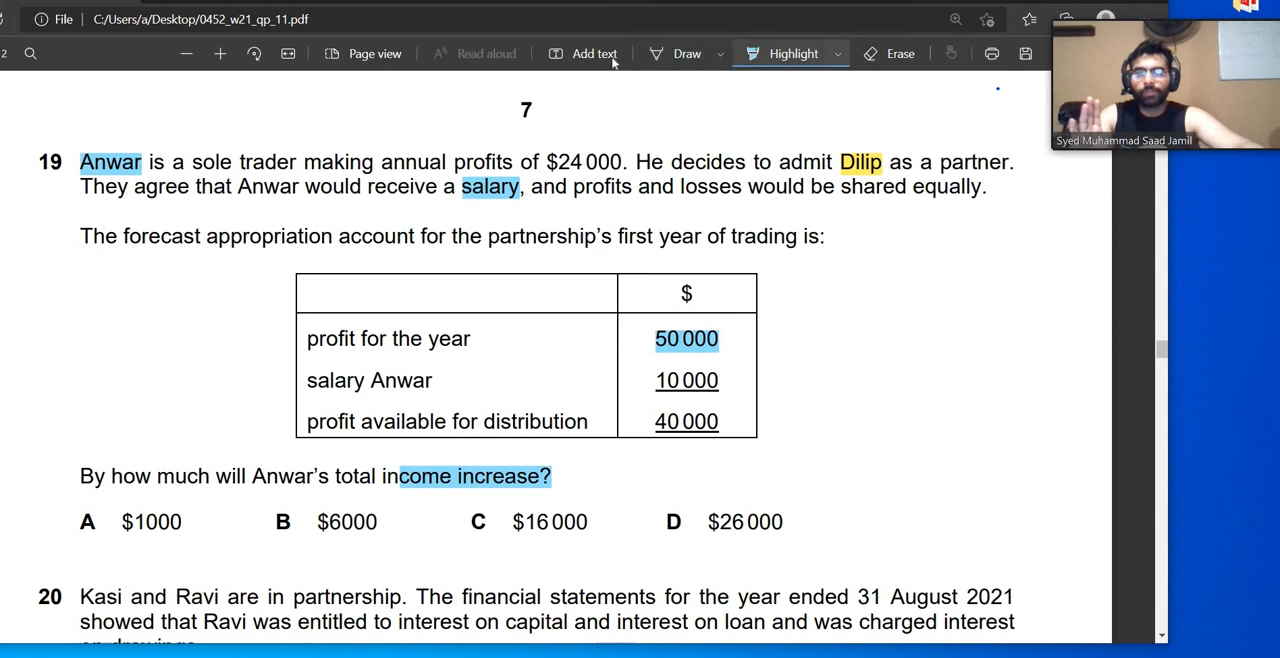 File C:/Users/a/Desktop/0452_w21_qp_11.pdf
2 Page view Read aloud Add text Draw Highlight Erase
Syed Muhammad Saad Jamil
7
19 Anwar is a sole trader making annual profits of $24 000. He decides to admit Dilip as a partner.
They agree that Anwar would receive a salary, and profits and losses would be shared equally.
The forecast appropriation account for the partnership’s first year of trading is:
$
profit for the year 50 000
salary Anwar 10 000
profit available for distribution 40 000
By how much will Anwar’s total income increase?
A $1000 B $6000 C $16 000 D $26 000
20 Kasi and Ravi are in partnership. The financial statements for the year ended 31 August 2021
showed that Ravi was entitled to interest on capital and interest on loan and was charged interest